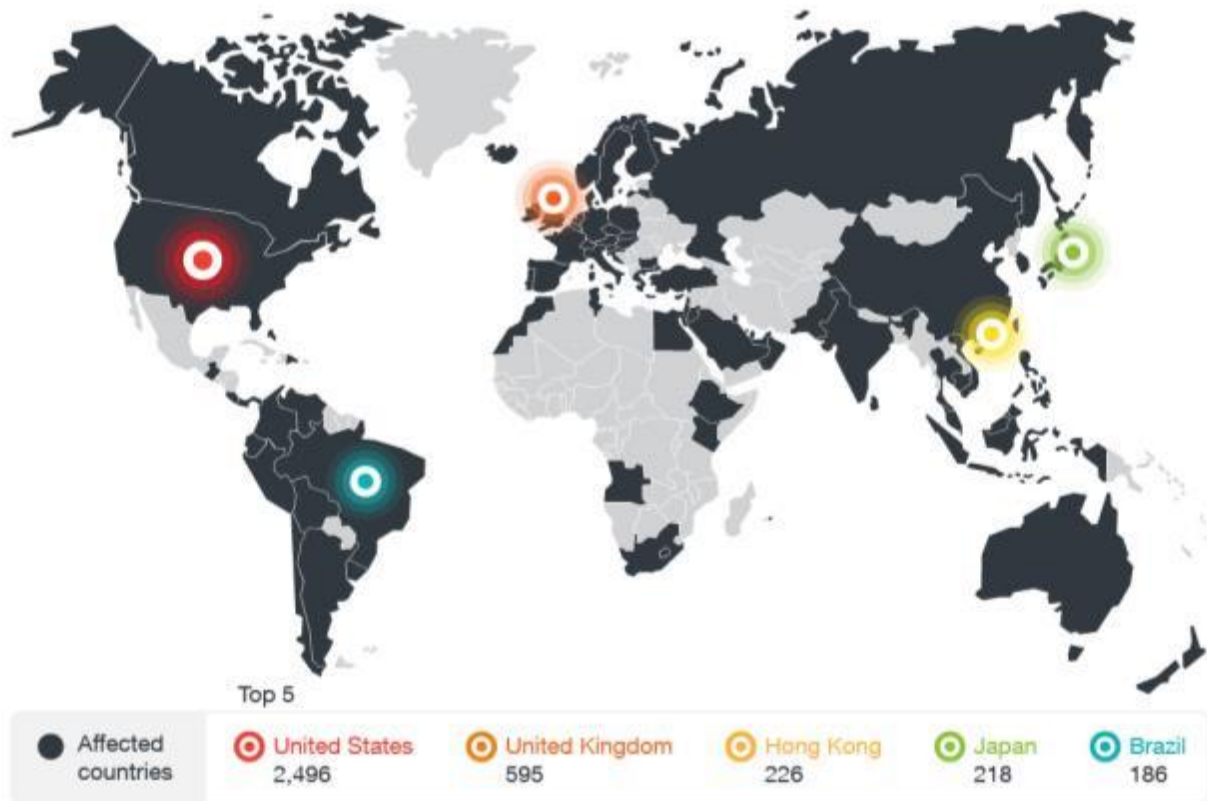 Top 5
Affected countries
United States
2,496
United Kingdom
595
Hong Kong
226
Japan
218
Brazil
186